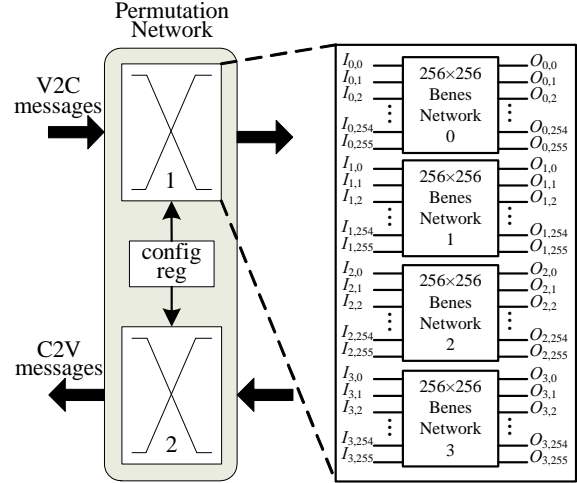 Permutation
Network
V2C
messages
1
config
reg
C2V
messages
2
I0,0
I0,1
I0,2
I0,254
I0,255
256×256
Benes
Network
0
O0,0
O0,1
O0,2
O0,254
O0,255
I1,0
I1,1
I1,2
I1,254
I1,255
256×256
Benes
Network
1
O1,0
O1,1
O1,2
O1,254
O1,255
I2,0
I2,1
I2,2
I2,254
I2,255
256×256
Benes
Network
2
O2,0
O2,1
O2,2
O2,254
O2,255
I3,0
I3,1
I3,2
I3,254
I3,255
256×256
Benes
Network
3
O3,0
O3,1
O3,2
O3,254
O3,255